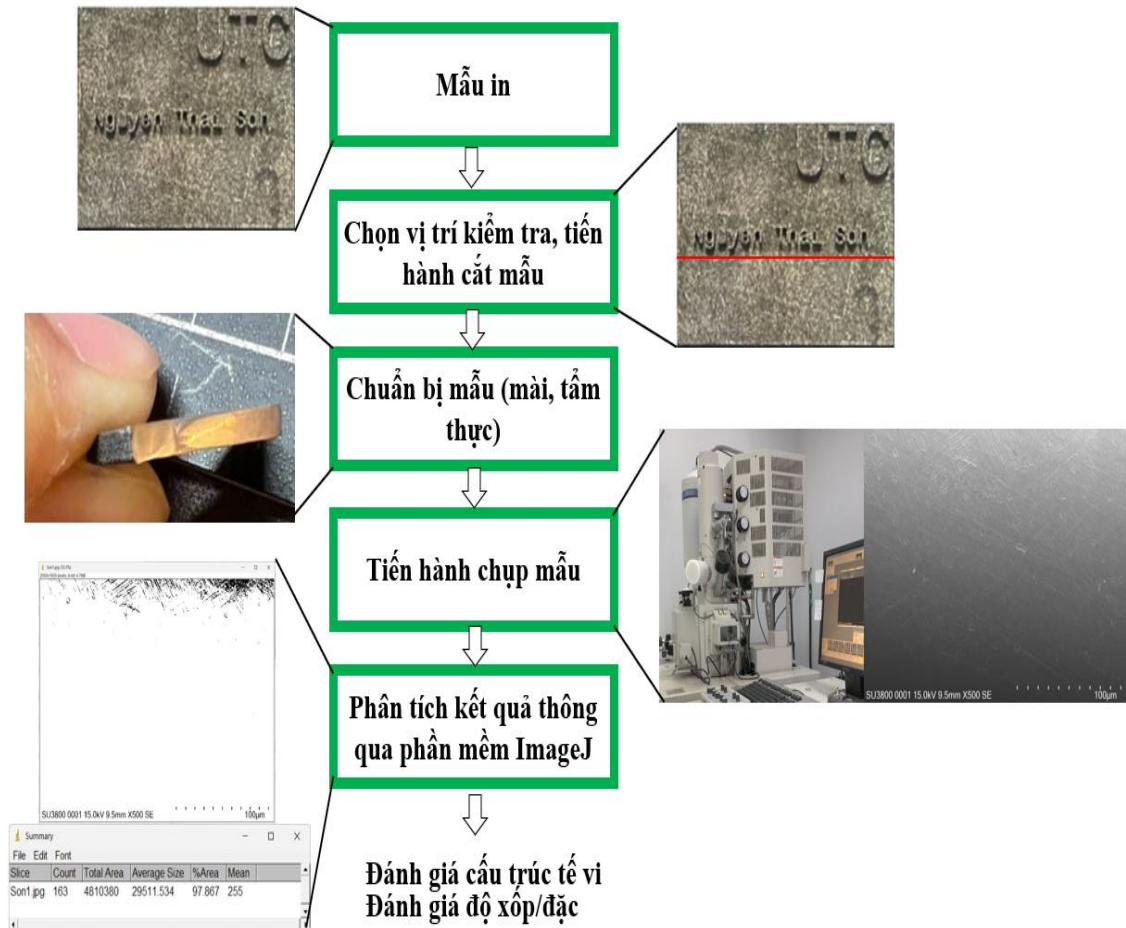 UTC
Nguyen Thai Son
Mẫu in
Chọn vị trí kiểm tra, tiến
hành cắt mẫu
UTC
Nguyen Thai Son
Chuẩn bị mẫu (mài, tẩm
thực)
Tiến hành chụp mẫu
SU3800 0001 15.0kV 9.5mm X500 SE
100µm
Son1.jpg
SU3800 0001 15.0kV 9.5mm X500 SE
100µm
Phân tích kết quả thông
qua phần mềm ImageJ
Summary
File Edit Font
Slice Count Total Area Average Size %Area Mean
Son1.jpg 163 4810380 29511.534 97.867 255
Đánh giá cấu trúc tế vi
Đánh giá độ xốp/đặc